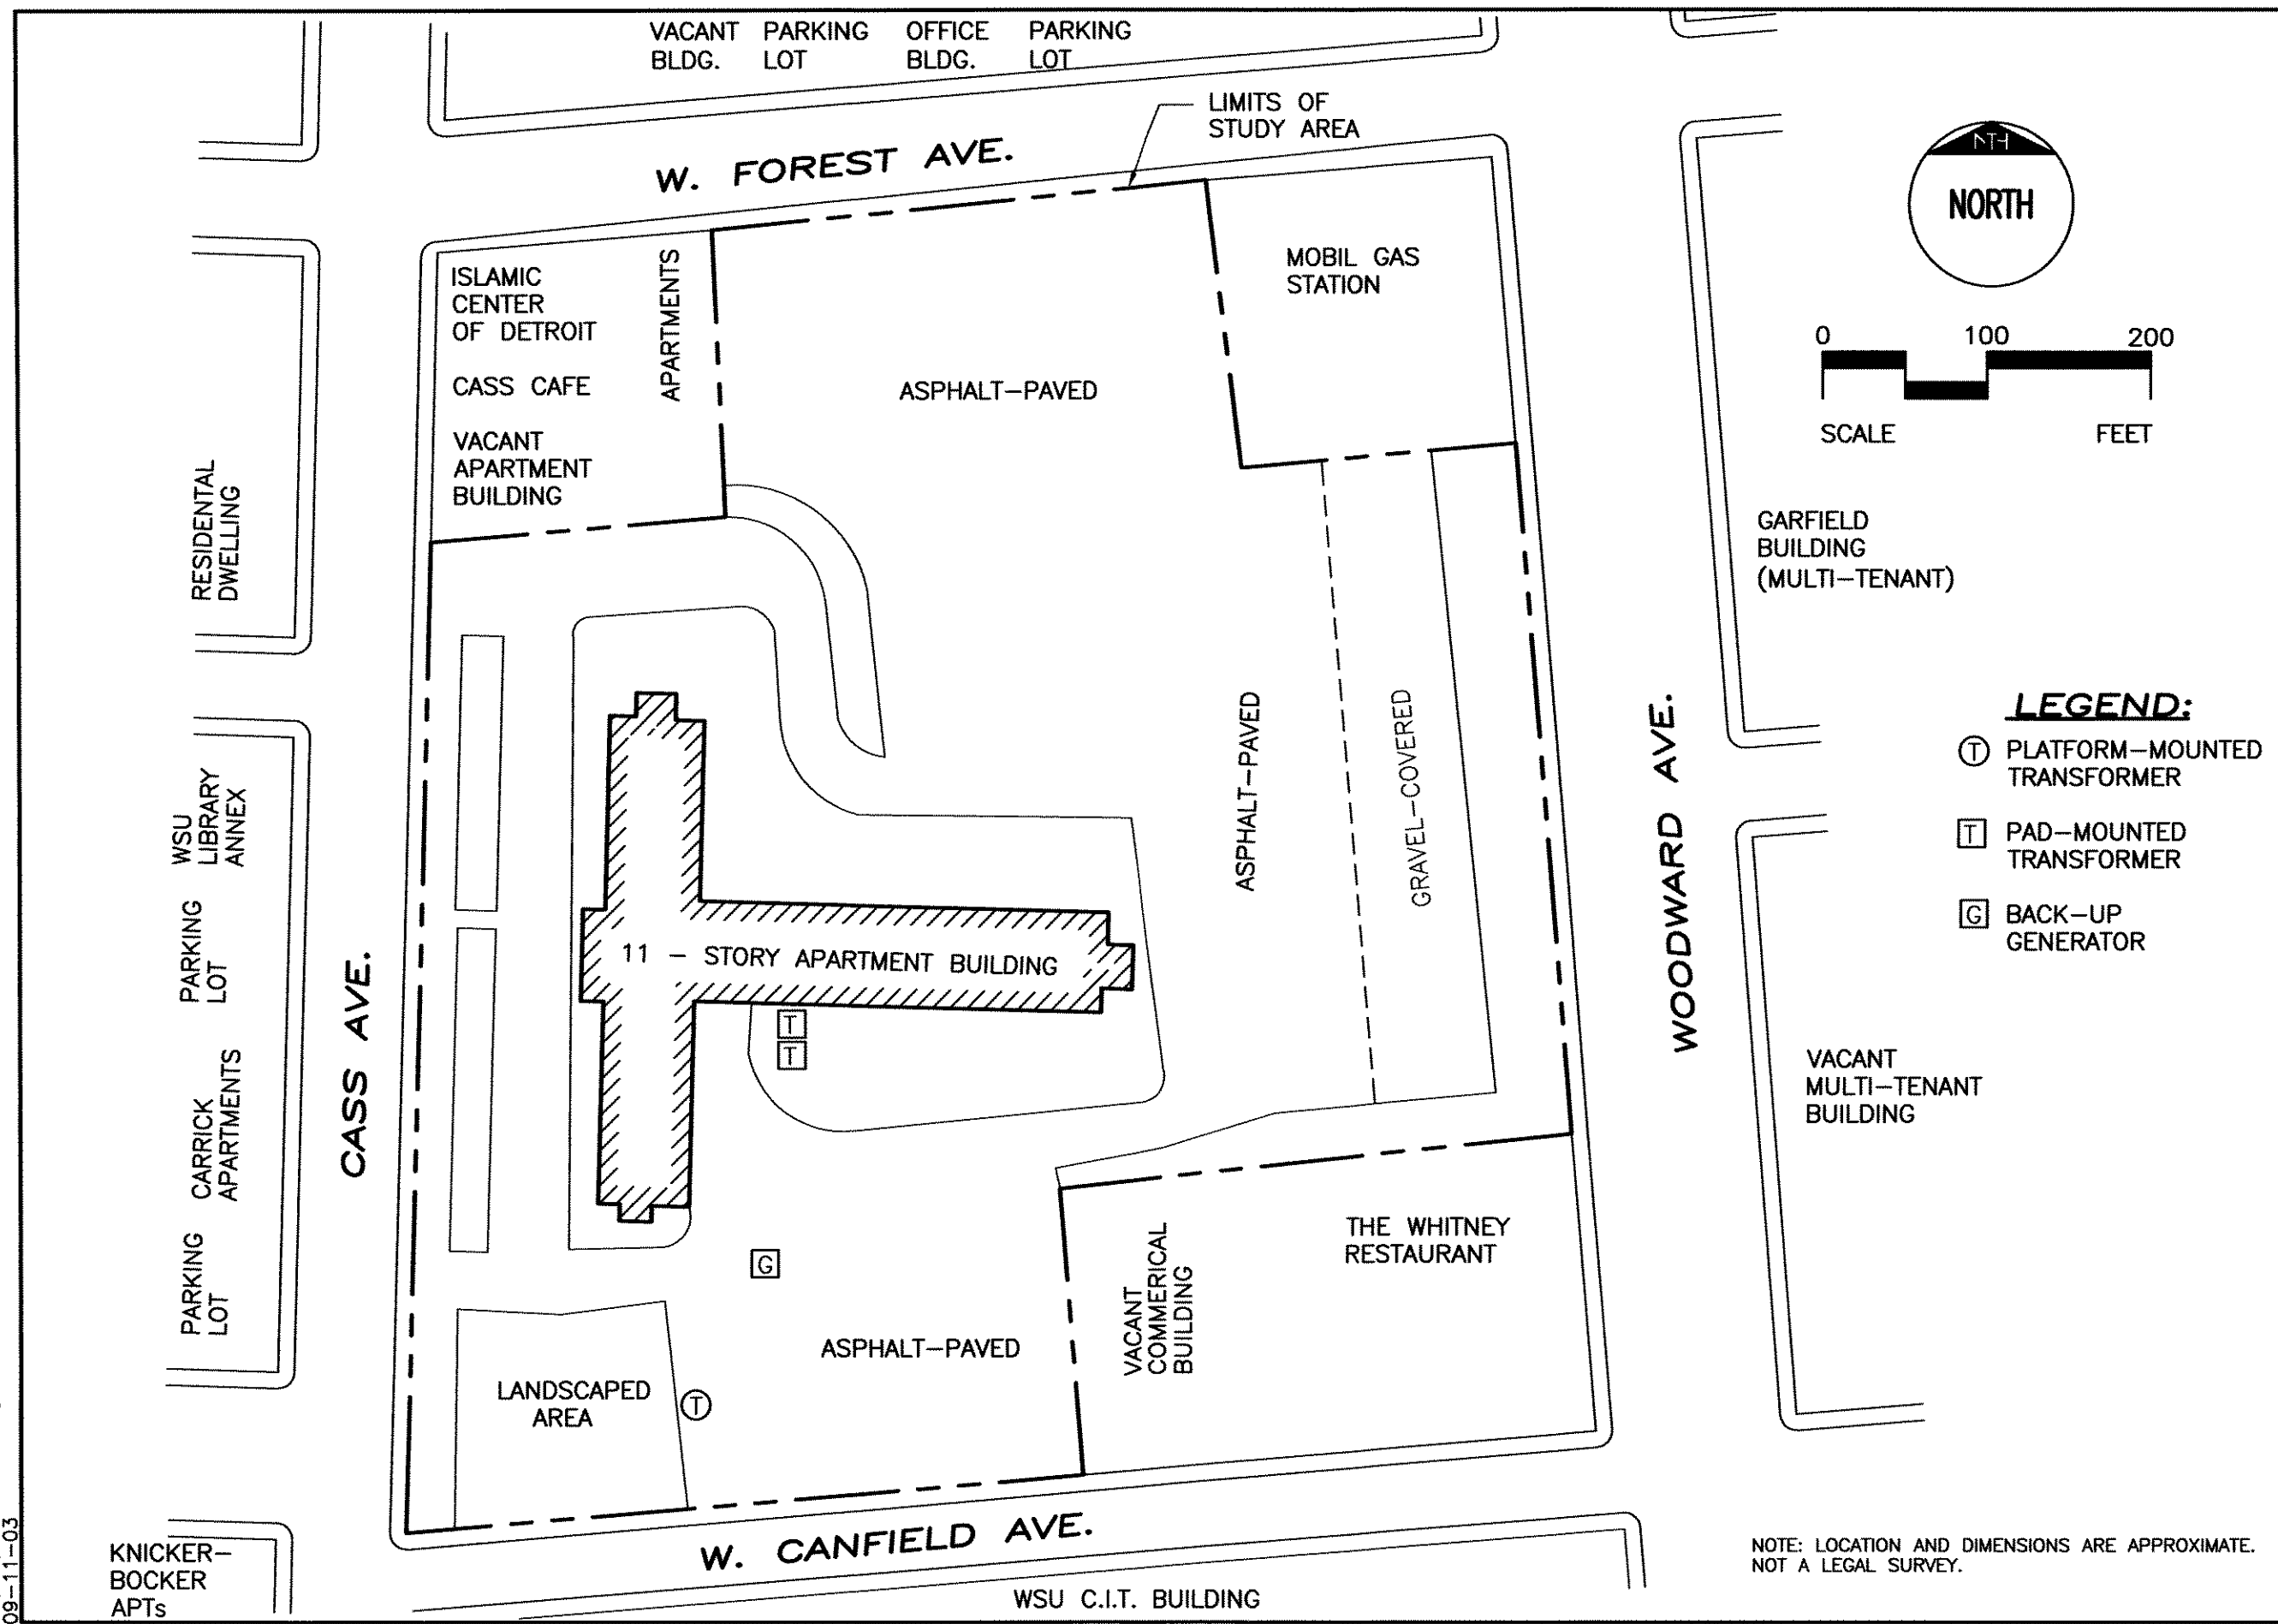 VACANT
BLDG.
PARKING
LOT
OFFICE
BLDG.
PARKING
LOT
LIMITS OF
STUDY AREA
W. FOREST AVE.
NORTH
ISLAMIC
CENTER
OF DETROIT
CASS CAFE
VACANT
APARTMENT
BUILDING
APARTMENTS
ASPHALT-PAVED
MOBIL GAS
STATION
0 100 200
SCALE FEET
RESIDENTAL
DWELLING
GARFIELD
BUILDING
(MULTI-TENANT)
WSU
LIBRARY
ANNEX
PARKING
LOT
CARRICK
APARTMENTS
PARKING
LOT
CASS AVE.
11 - STORY APARTMENT BUILDING
T
T
ASPHALT-PAVED
GRAVEL-COVERED
WOODWARD AVE.
LEGEND:
T PLATFORM-MOUNTED
TRANSFORMER
T PAD-MOUNTED
TRANSFORMER
G BACK-UP
GENERATOR
VACANT
MULTI-TENANT
BUILDING
G
THE WHITNEY
RESTAURANT
VACANT
COMMERICAL
BUILDING
ASPHALT-PAVED
LANDSCAPED
AREA
T
W. CANFIELD AVE.
WSU C.I.T. BUILDING
KNICKER-
BOCKER
APTs
09-11-03
NOTE: LOCATION AND DIMENSIONS ARE APPROXIMATE.
NOT A LEGAL SURVEY.